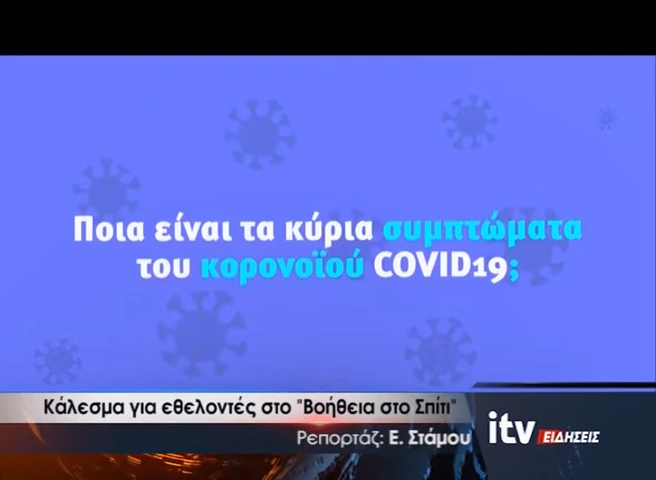 Ποια είναι τα κύρια συμπτώματα
του κορονοϊού COVID19;
Κάλεσμα για εθελοντές στο "Βοήθεια στο Σπίτι"
Ρεπορτάζ: Ε. Στάμου
itv ΕΙΔΗΣΕΙΣ